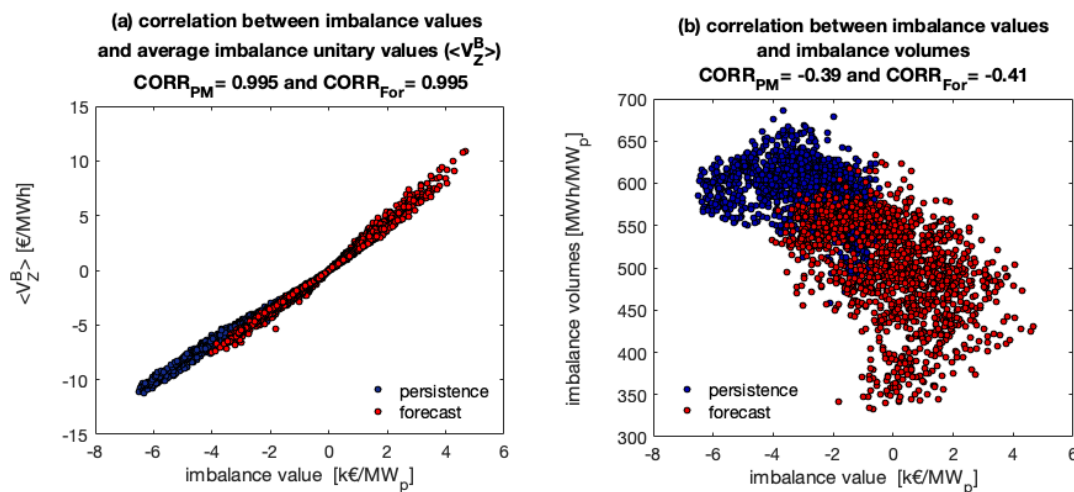 (a) correlation between imbalance values
and average imbalance unitary values (<V_Z^B>)
CORR_PM= 0.995 and CORR_For= 0.995
15
10
5
0
-5
-10
-15
<V_Z^B> [€/MWh]
persistence
forecast
-8 -6 -4 -2 0 2 4 6
imbalance value [k€/MW_p]
(b) correlation between imbalance values
and imbalance volumes
CORR_PM= -0.39 and CORR_For= -0.41
700
650
600
550
500
450
400
350
300
imbalance volumes [MWh/MW_p]
persistence
forecast
-8 -6 -4 -2 0 2 4 6
imbalance value [k€/MW_p]